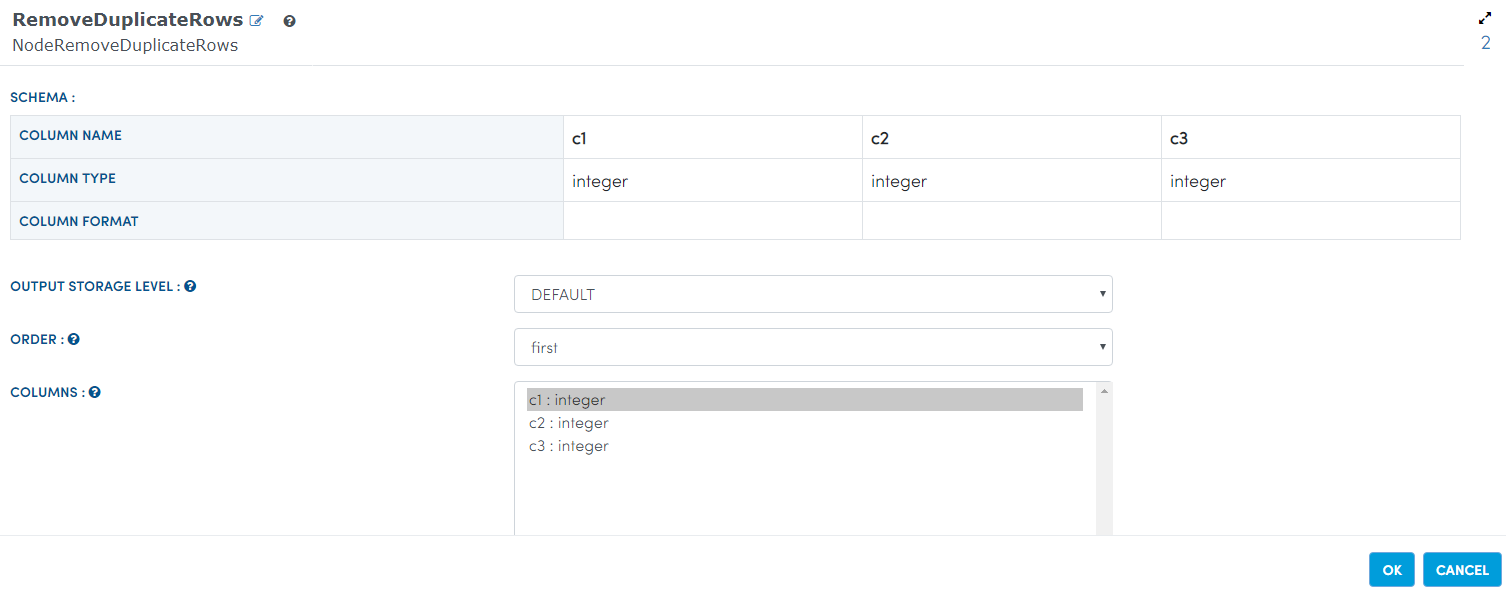 RemoveDuplicateRows
NodeRemoveDuplicateRows
2
SCHEMA :
COLUMN NAME c1 c2 c3
COLUMN TYPE integer integer integer
COLUMN FORMAT
OUTPUT STORAGE LEVEL : DEFAULT
ORDER : first
COLUMNS : c1 : integer
c2 : integer
c3 : integer
OK CANCEL